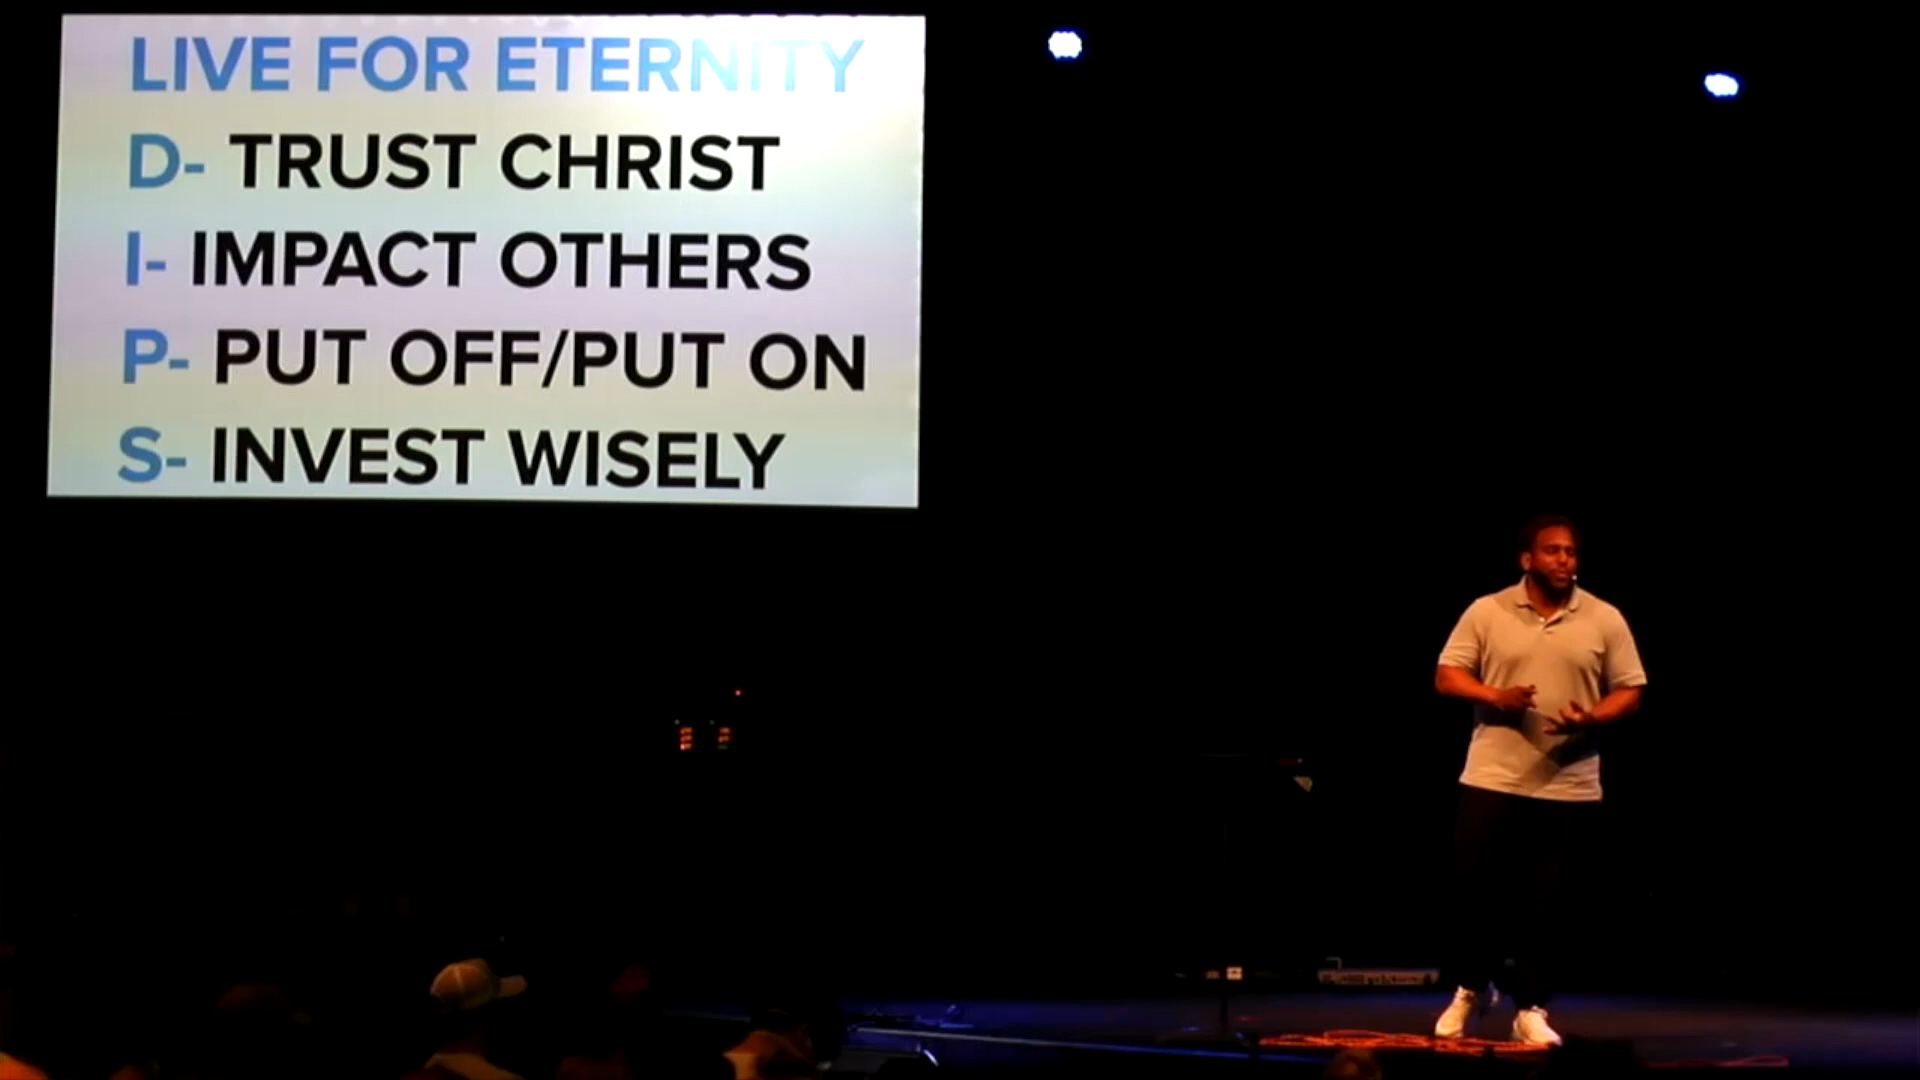 LIVE FOR ETERNITY
D- TRUST CHRIST
I- IMPACT OTHERS
P- PUT OFF/PUT ON
S- INVEST WISELY